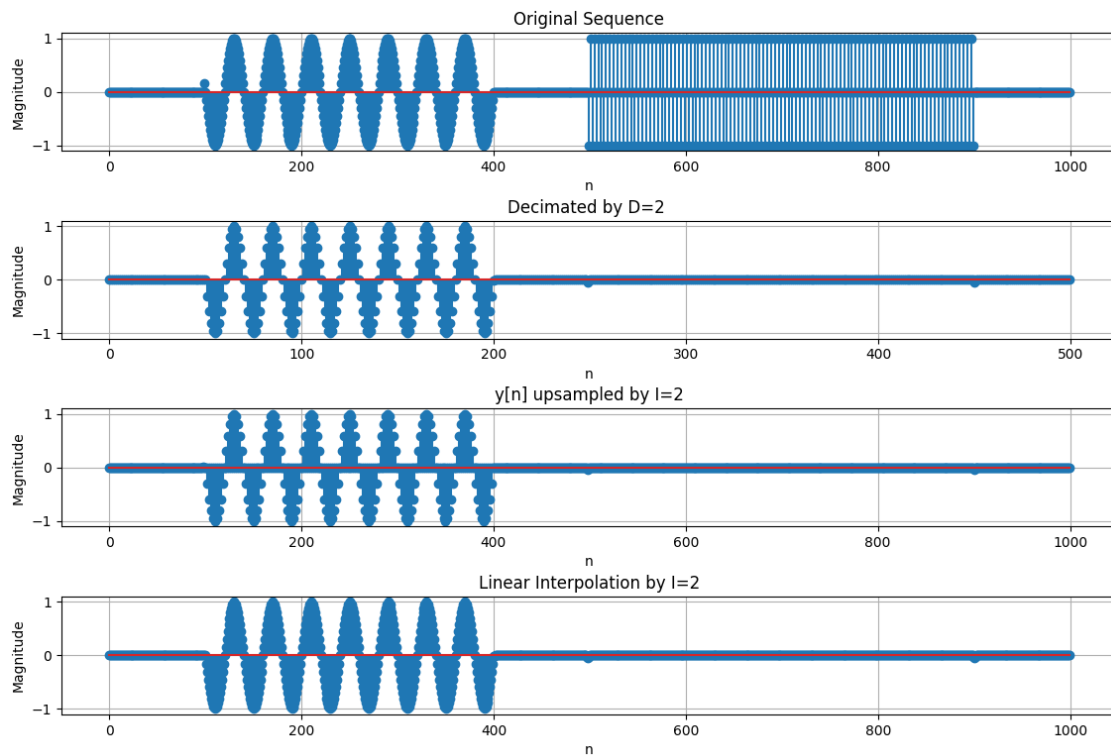 Original Sequence
Magnitude
1
0
−1
0 200 400 600 800 1000
n
Decimated by D=2
Magnitude
1
0
−1
0 100 200 300 400 500
n
y[n] upsampled by I=2
Magnitude
1
0
−1
0 200 400 600 800 1000
n
Linear Interpolation by I=2
Magnitude
1
0
−1
0 200 400 600 800 1000
n